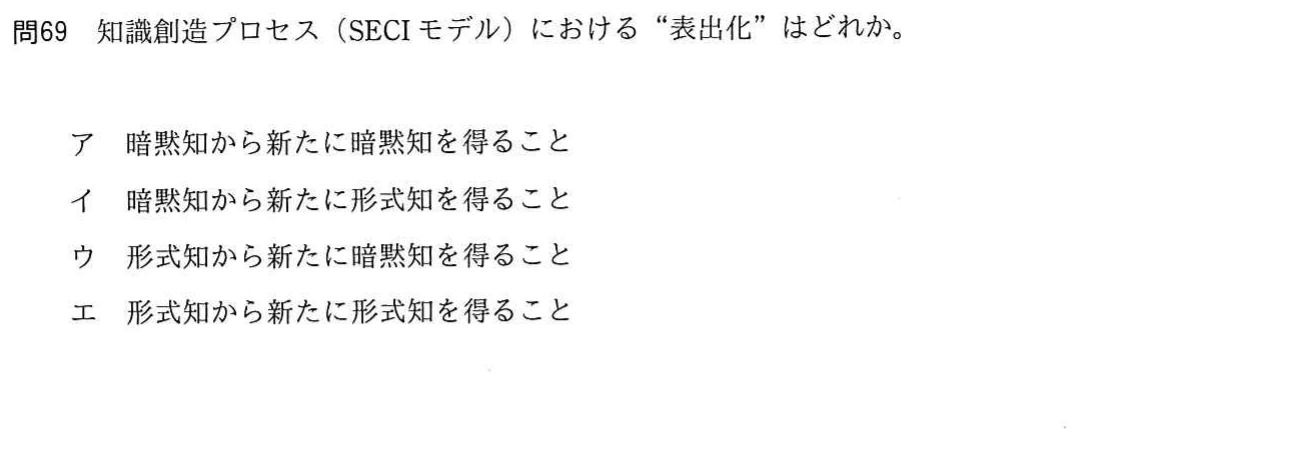 問69 知識創造プロセス（SECIモデル）における“表出化”はどれか。
ア 暗黙知から新たに暗黙知を得ること
イ 暗黙知から新たに形式知を得ること
ウ 形式知から新たに暗黙知を得ること
エ 形式知から新たに形式知を得ること